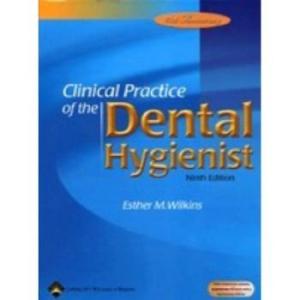 Clinical Practice
of the
Dental
Hygienist
Ninth Edition
Esther M. Wilkins